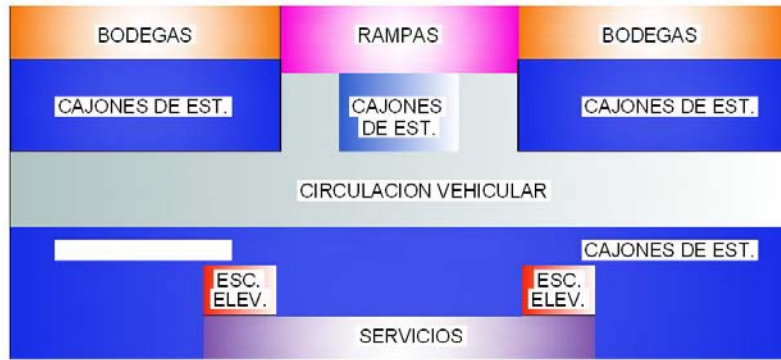 BODEGAS
RAMPAS
BODEGAS
CAJONES DE EST.
CAJONES
DE EST.
CAJONES DE EST.
CIRCULACION VEHICULAR
CAJONES DE EST.
ESC.
ELEV.
ESC.
ELEV.
SERVICIOS